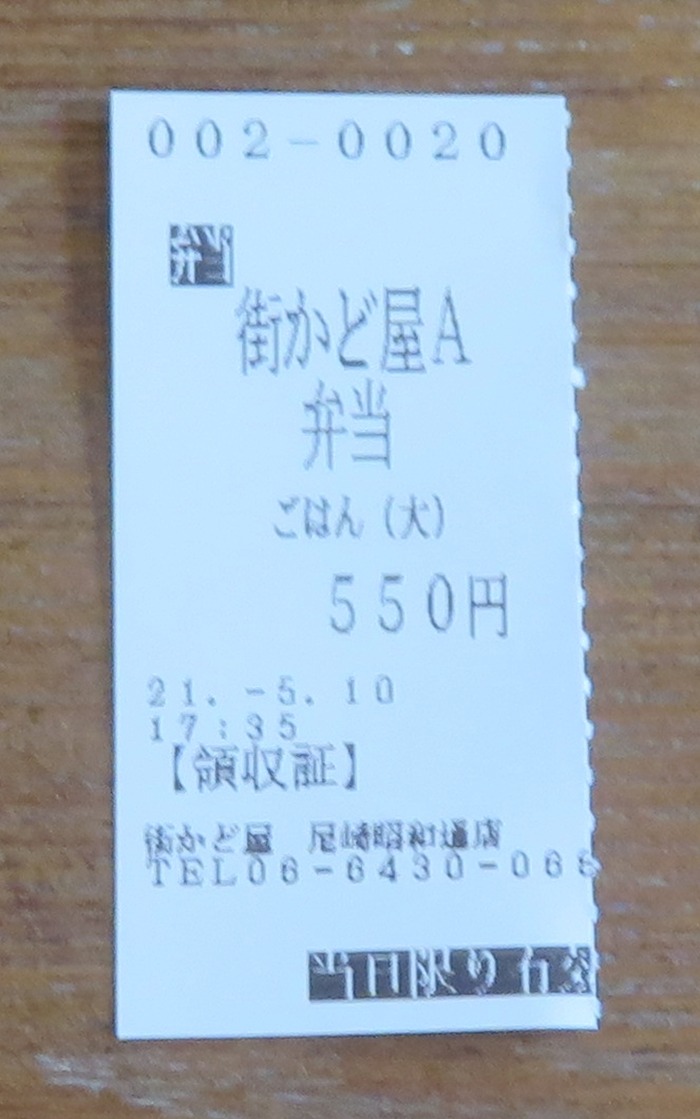 002-0020
弁当
街かど屋A
弁当
ごはん(大)
550円
21.-5.10
17:35
【領収証】
街かど屋 尼崎昭和通店
TEL06-6430-066
当日限り有効